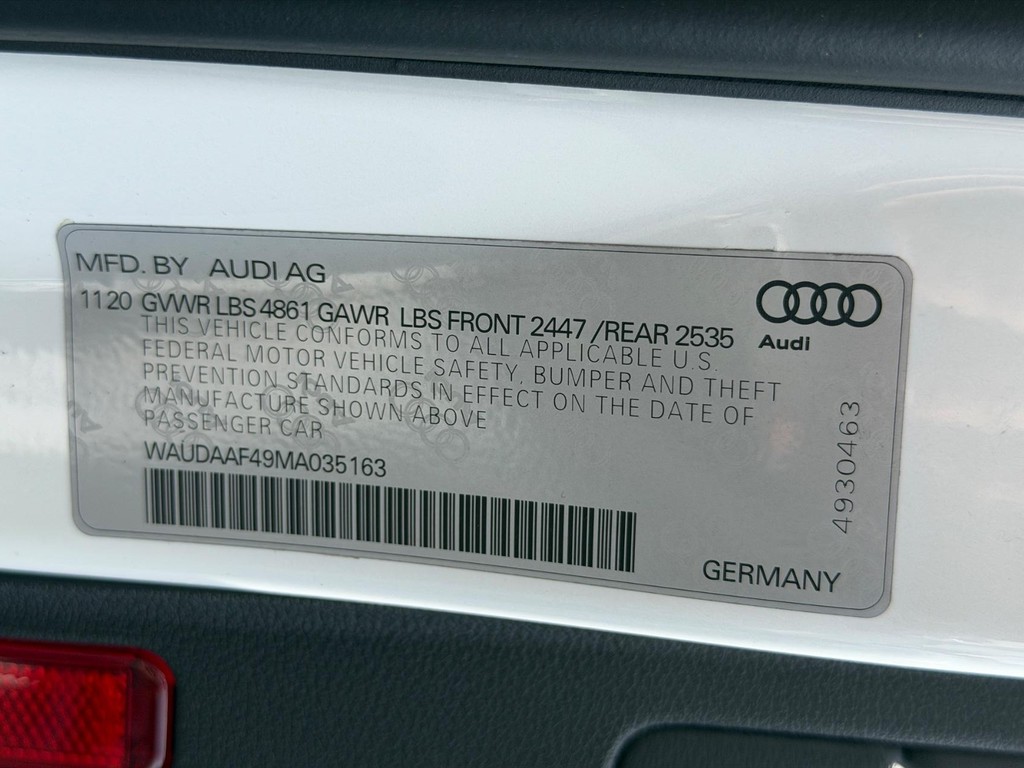 MFD. BY AUDI AG
1120 GVWR LBS 4861 GAWR LBS FRONT 2447 /REAR 2535
THIS VEHICLE CONFORMS TO ALL APPLICABLE U.S.
FEDERAL MOTOR VEHICLE SAFETY, BUMPER AND THEFT
PREVENTION STANDARDS IN EFFECT ON THE DATE OF
MANUFACTURE SHOWN ABOVE
PASSENGER CAR
WAUDAAF49MA035163
Audi
4930463
GERMANY